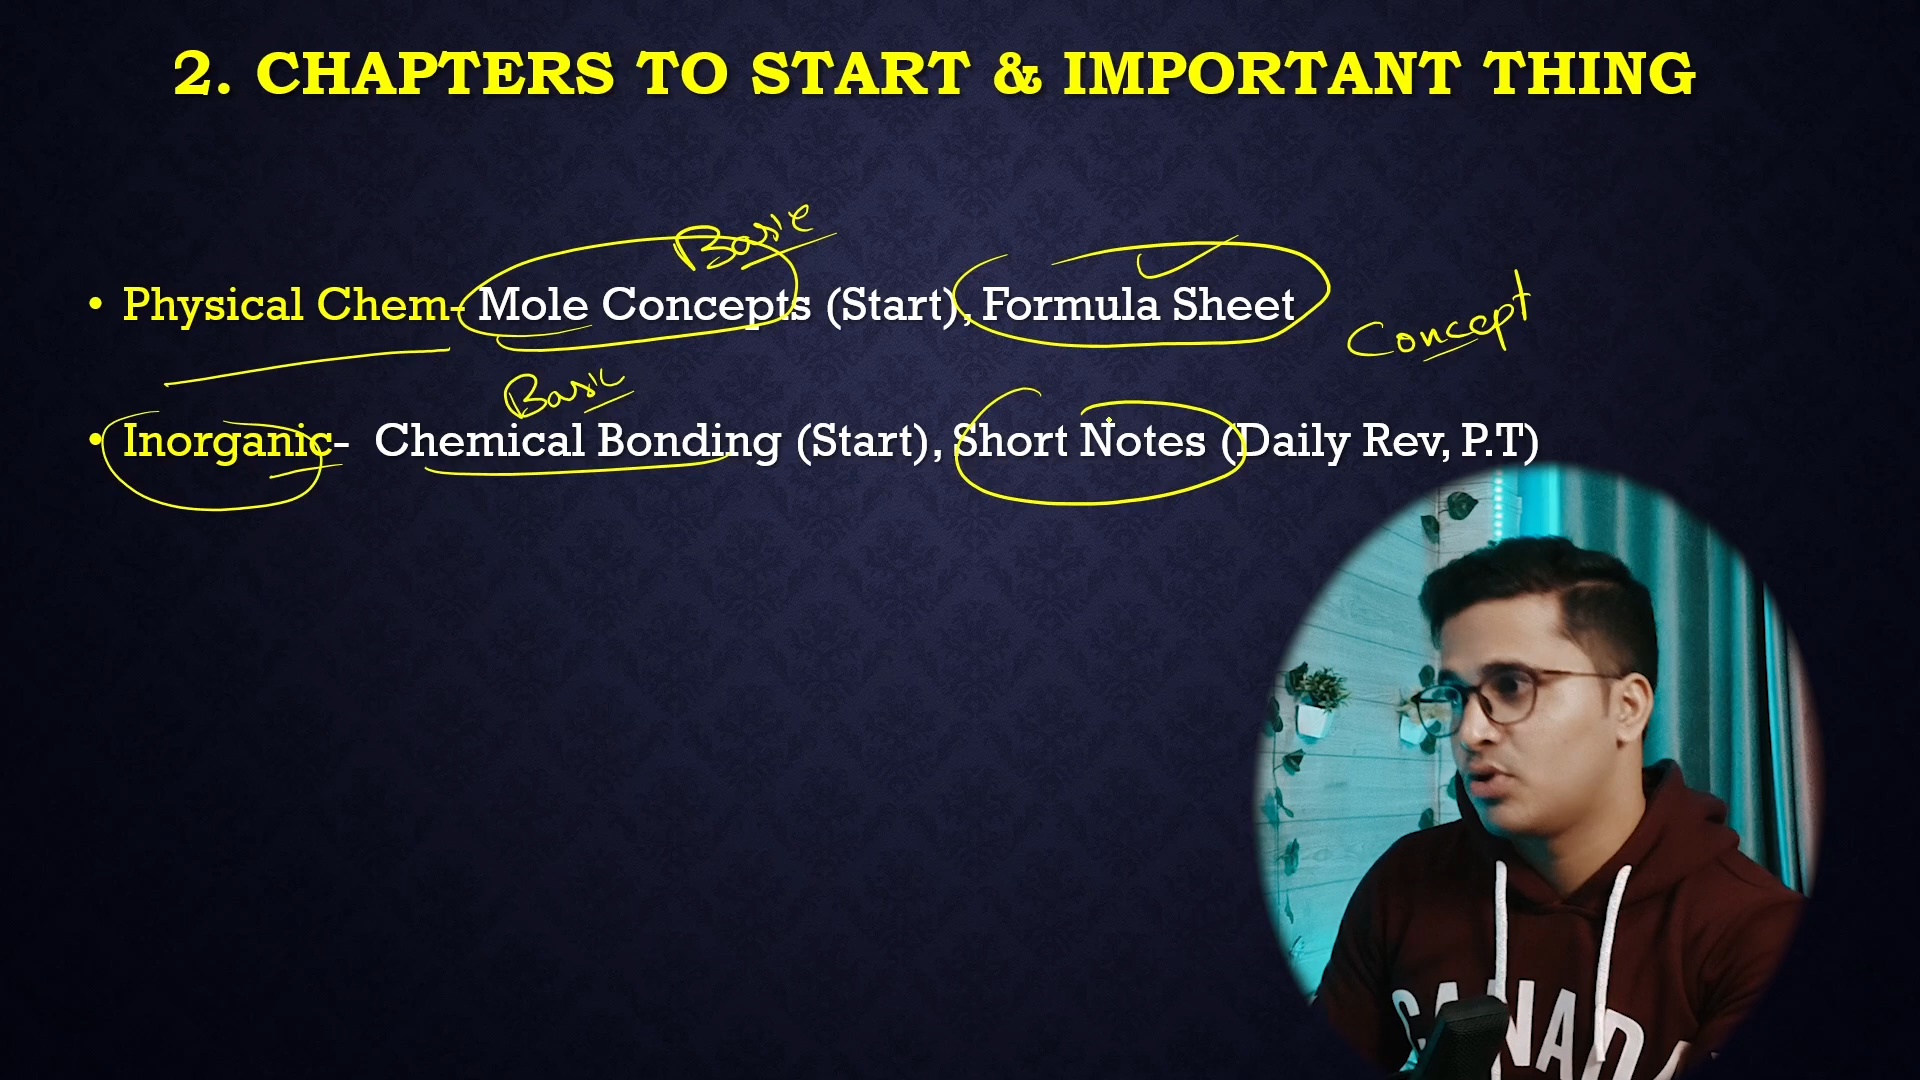 2. CHAPTERS TO START & IMPORTANT THING
Basic
• Physical Chem- Mole Concepts (Start), Formula Sheet
Concept
Basic
• Inorganic- Chemical Bonding (Start), Short Notes (Daily Rev, P.T)
CANADA